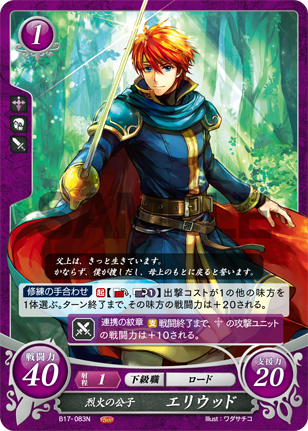 1
父上は、きっと生きています。
かならず、僕が捜しだし、母上のもとに戻ると誓います。
修練の手合わせ 起 出撃コストが1の他の味方を
1体選ぶ。ターン終了まで、その味方の戦闘力は+20される。
連携の紋章 支 戦闘終了まで、の攻撃ユニット
の戦闘力は+10される。
戦闘力
40
射程 1 下級職 ロード
支援力
20
烈火の公子 エリウッド
B17-083N
Illust:ワダサチコ